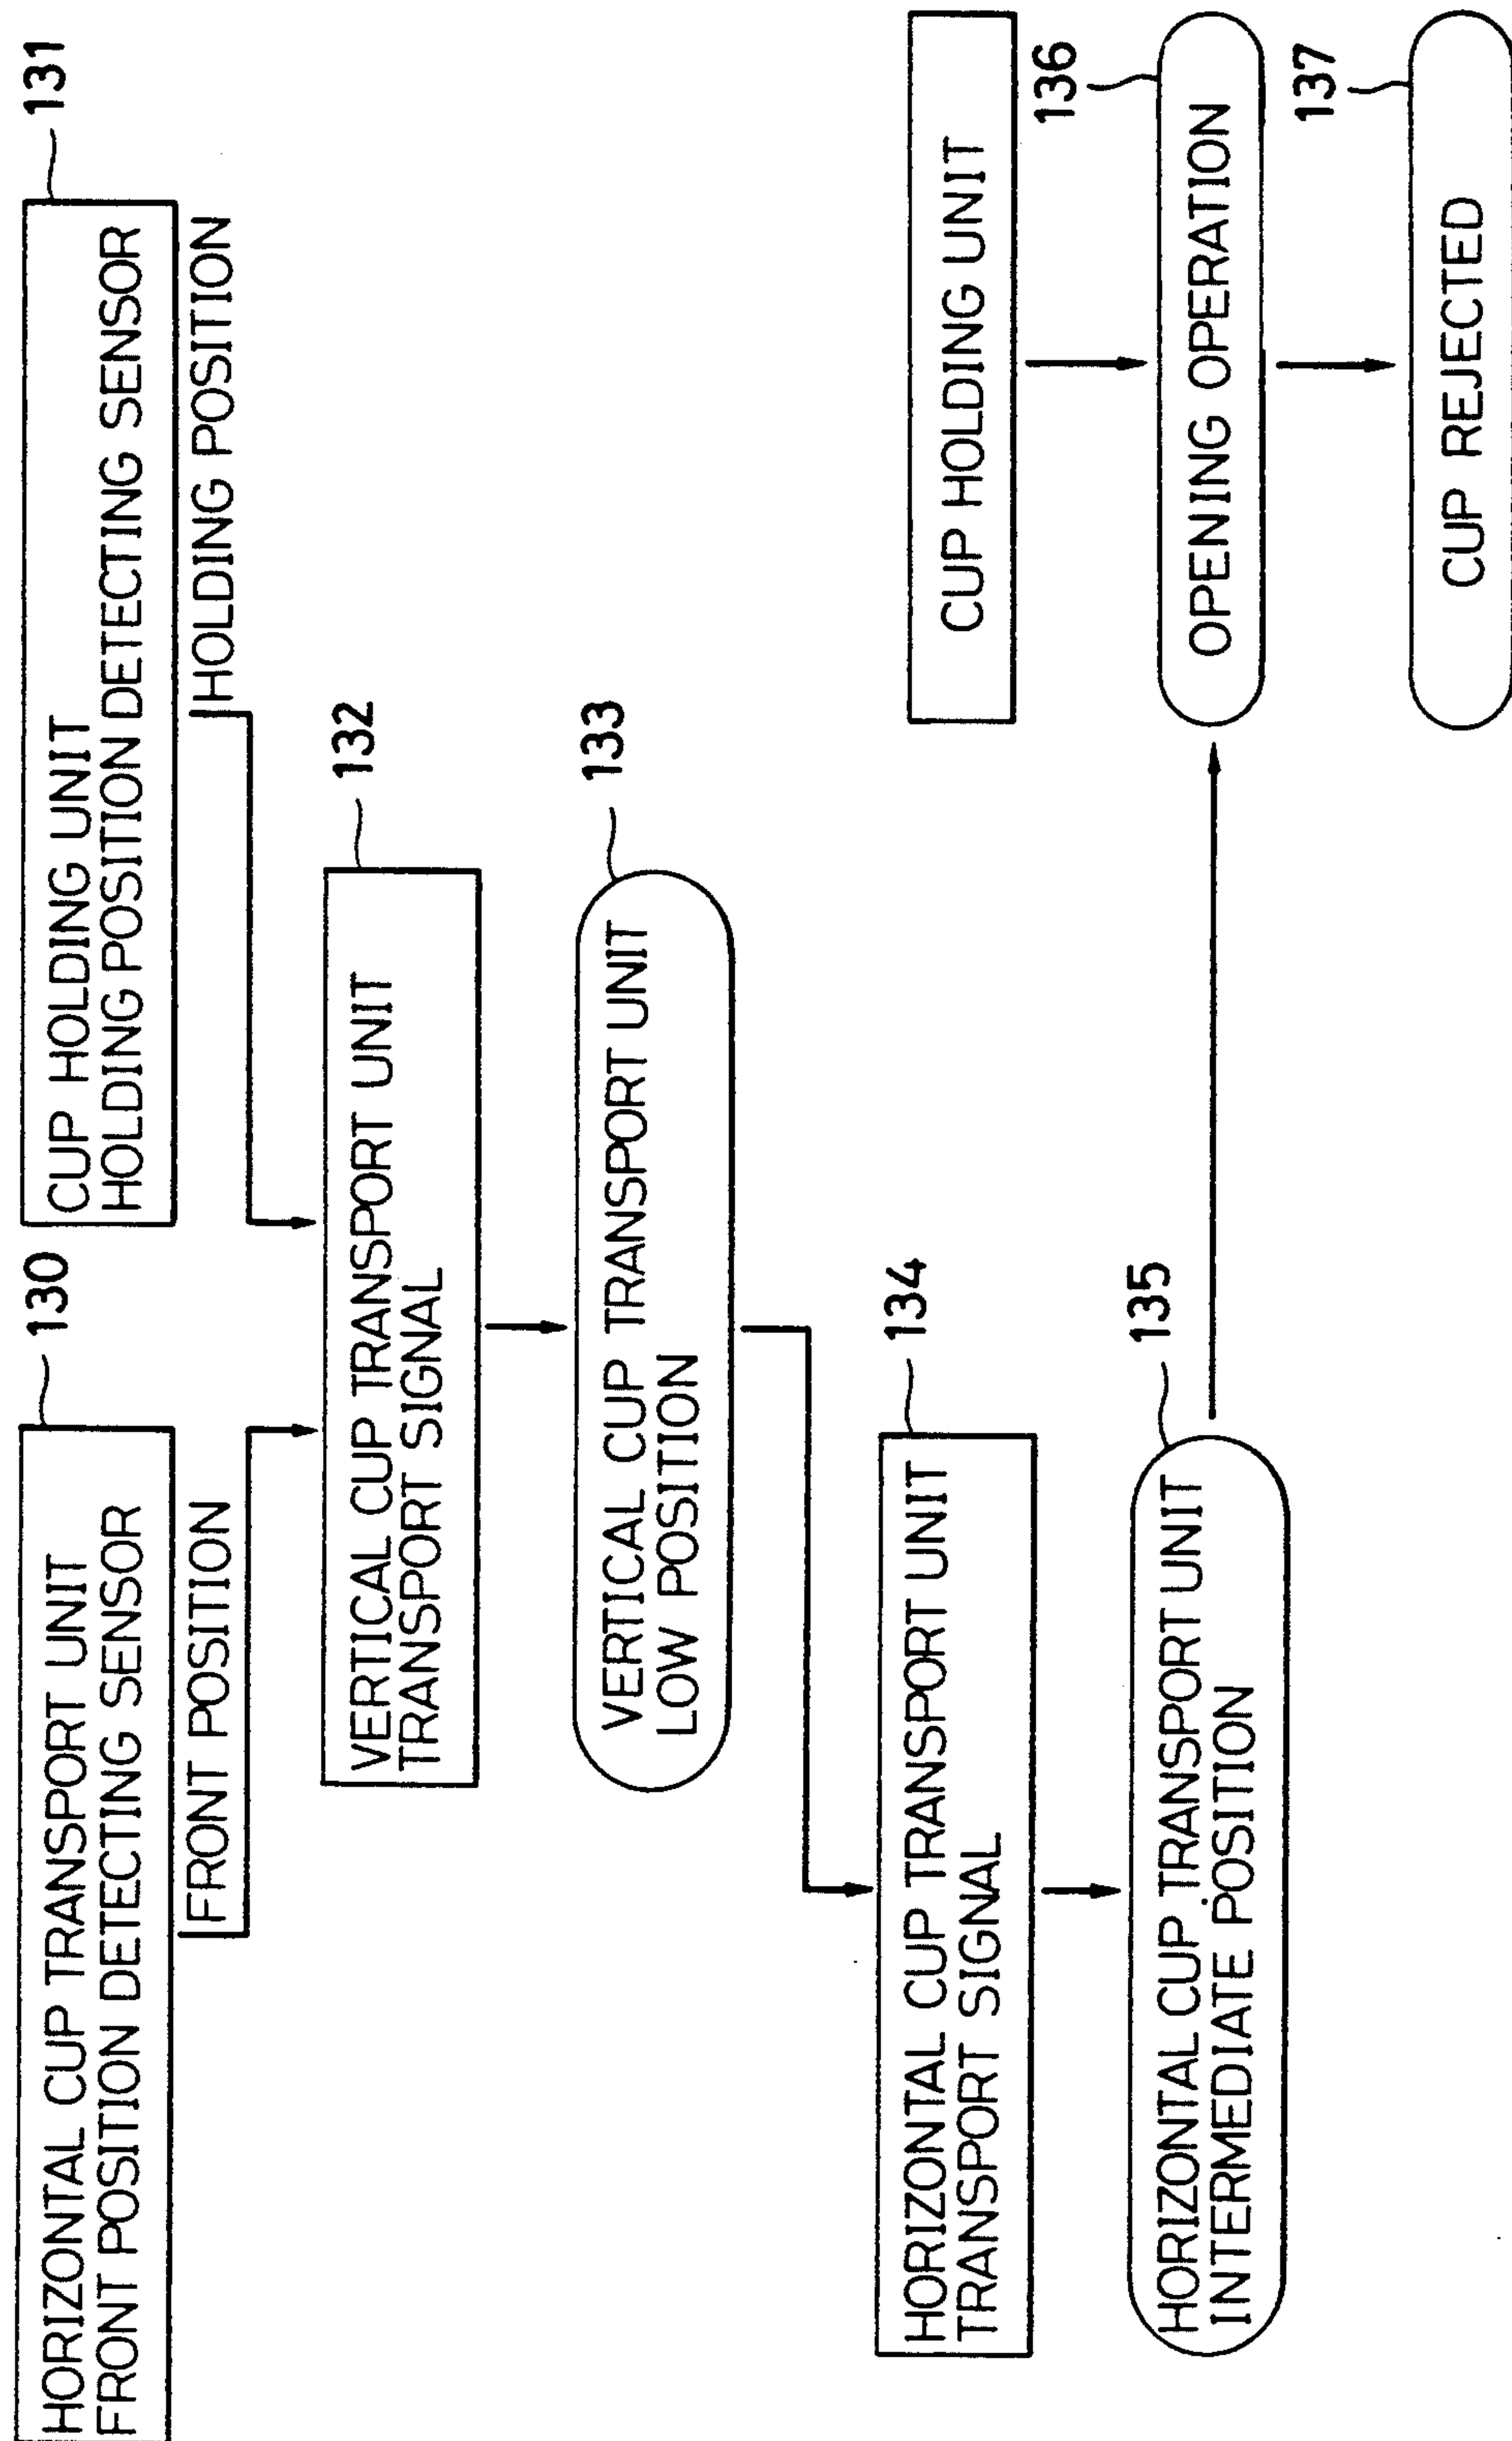 130
HORIZONTAL CUP TRANSPORT UNIT
FRONT POSITION DETECTING SENSOR
FRONT POSITION
131
CUP HOLDING UNIT
HOLDING POSITION DETECTING SENSOR
HOLDING POSITION
132
VERTICAL CUP TRANSPORT UNIT
TRANSPORT SIGNAL
133
VERTICAL CUP TRANSPORT UNIT
LOW POSITION
134
HORIZONTAL CUP TRANSPORT UNIT
TRANSPORT SIGNAL
135
HORIZONTAL CUP TRANSPORT UNIT
INTERMEDIATE POSITION
CUP HOLDING UNIT
136
OPENING OPERATION
137
CUP REJECTED